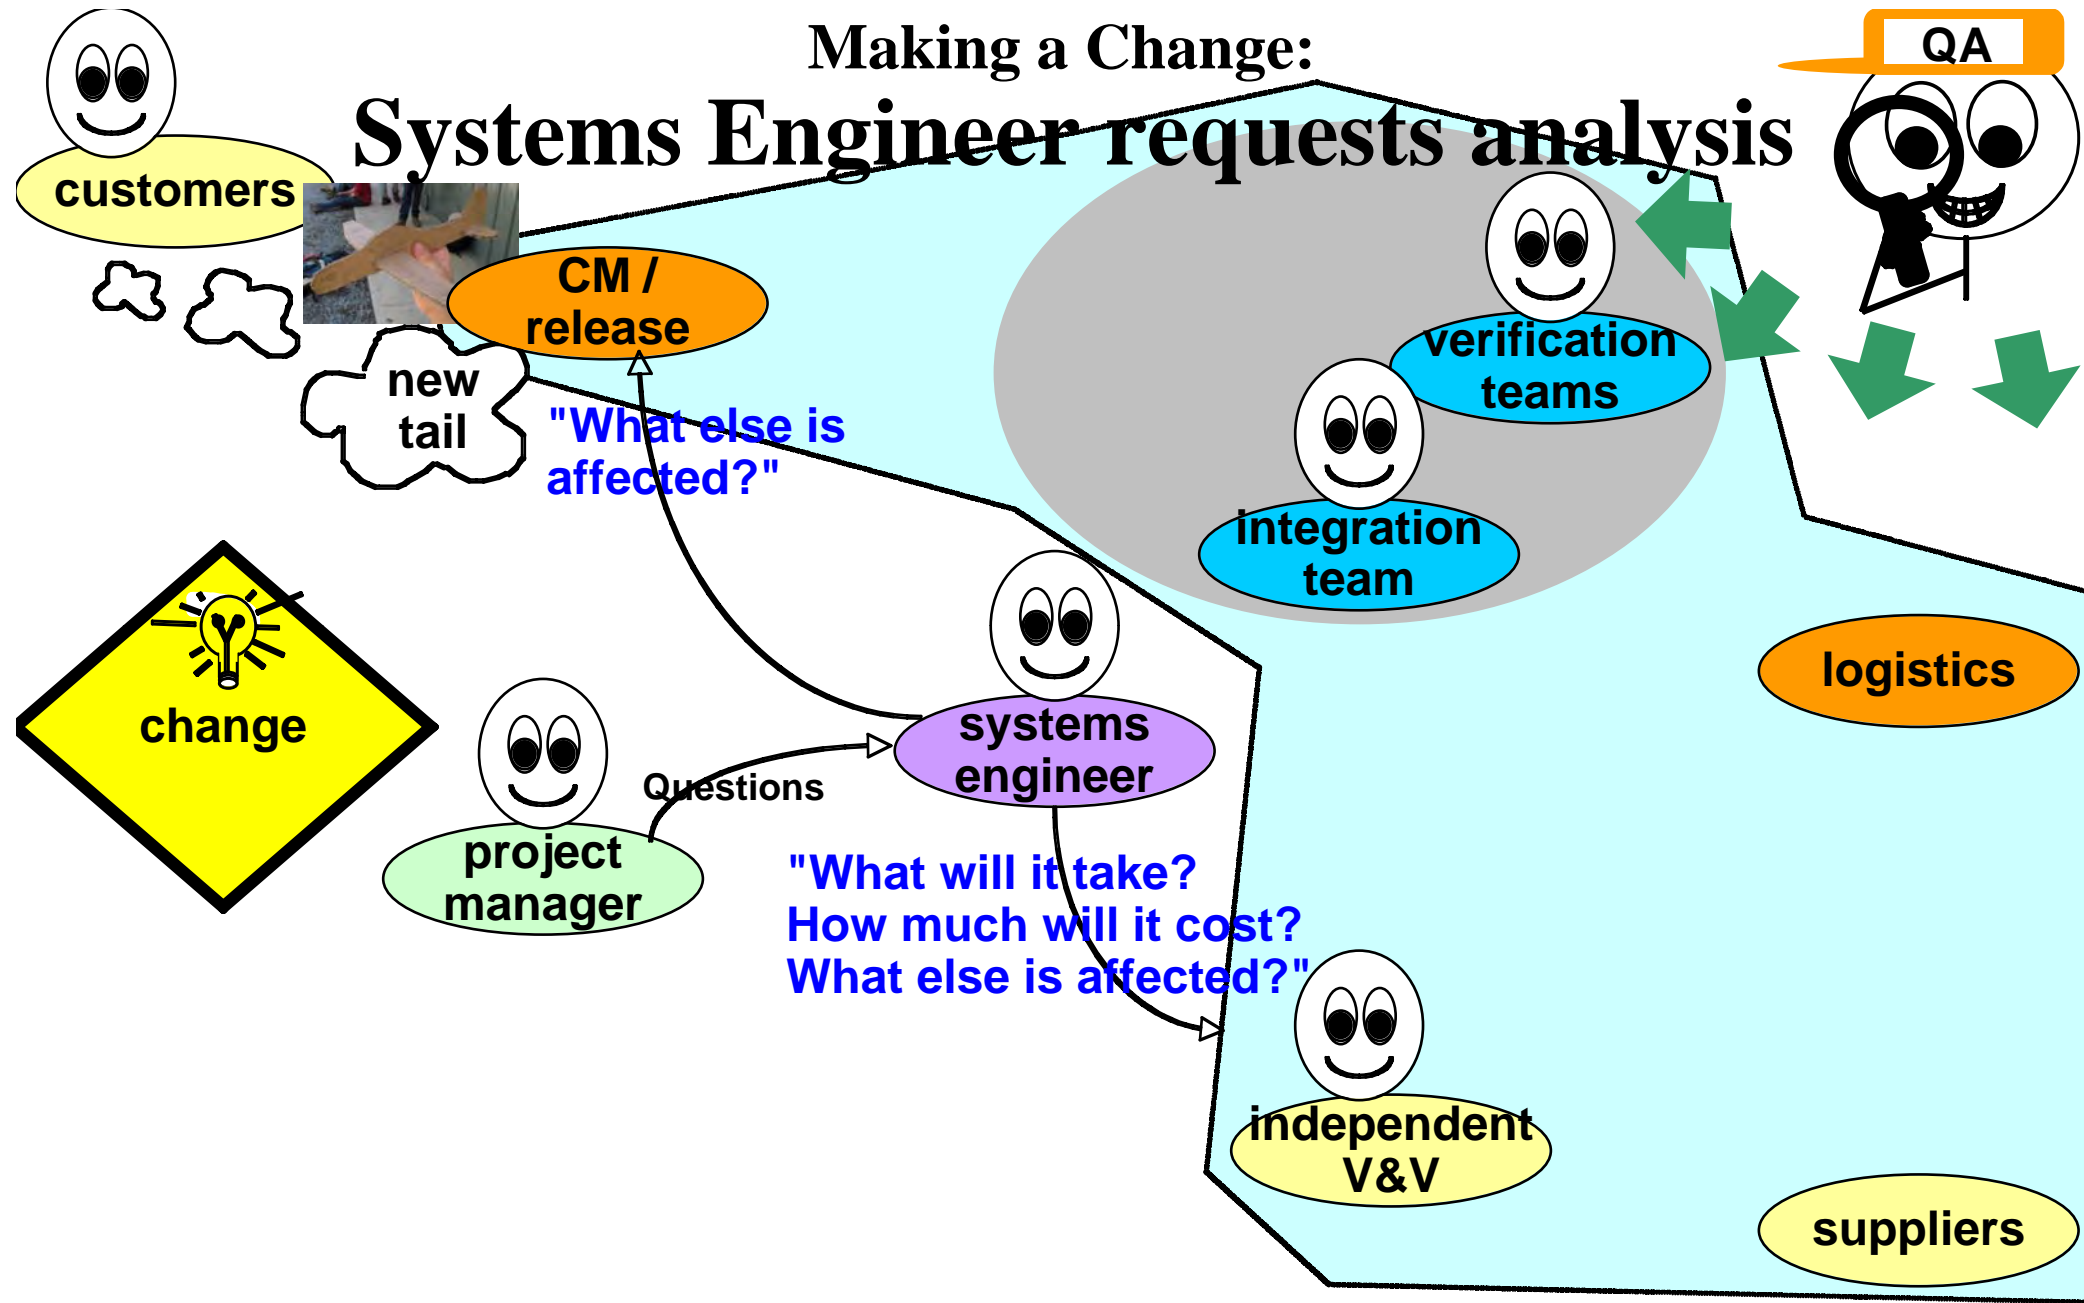 Making a Change:
Systems Engineer requests analysis
QA
customers
CM /
release
new
tail
"What else is
affected?"
verification
teams
integration
team
change
systems
engineer
logistics
Questions
project
manager
"What will it take?
How much will it cost?
What else is affected?"
independent
V&V
suppliers